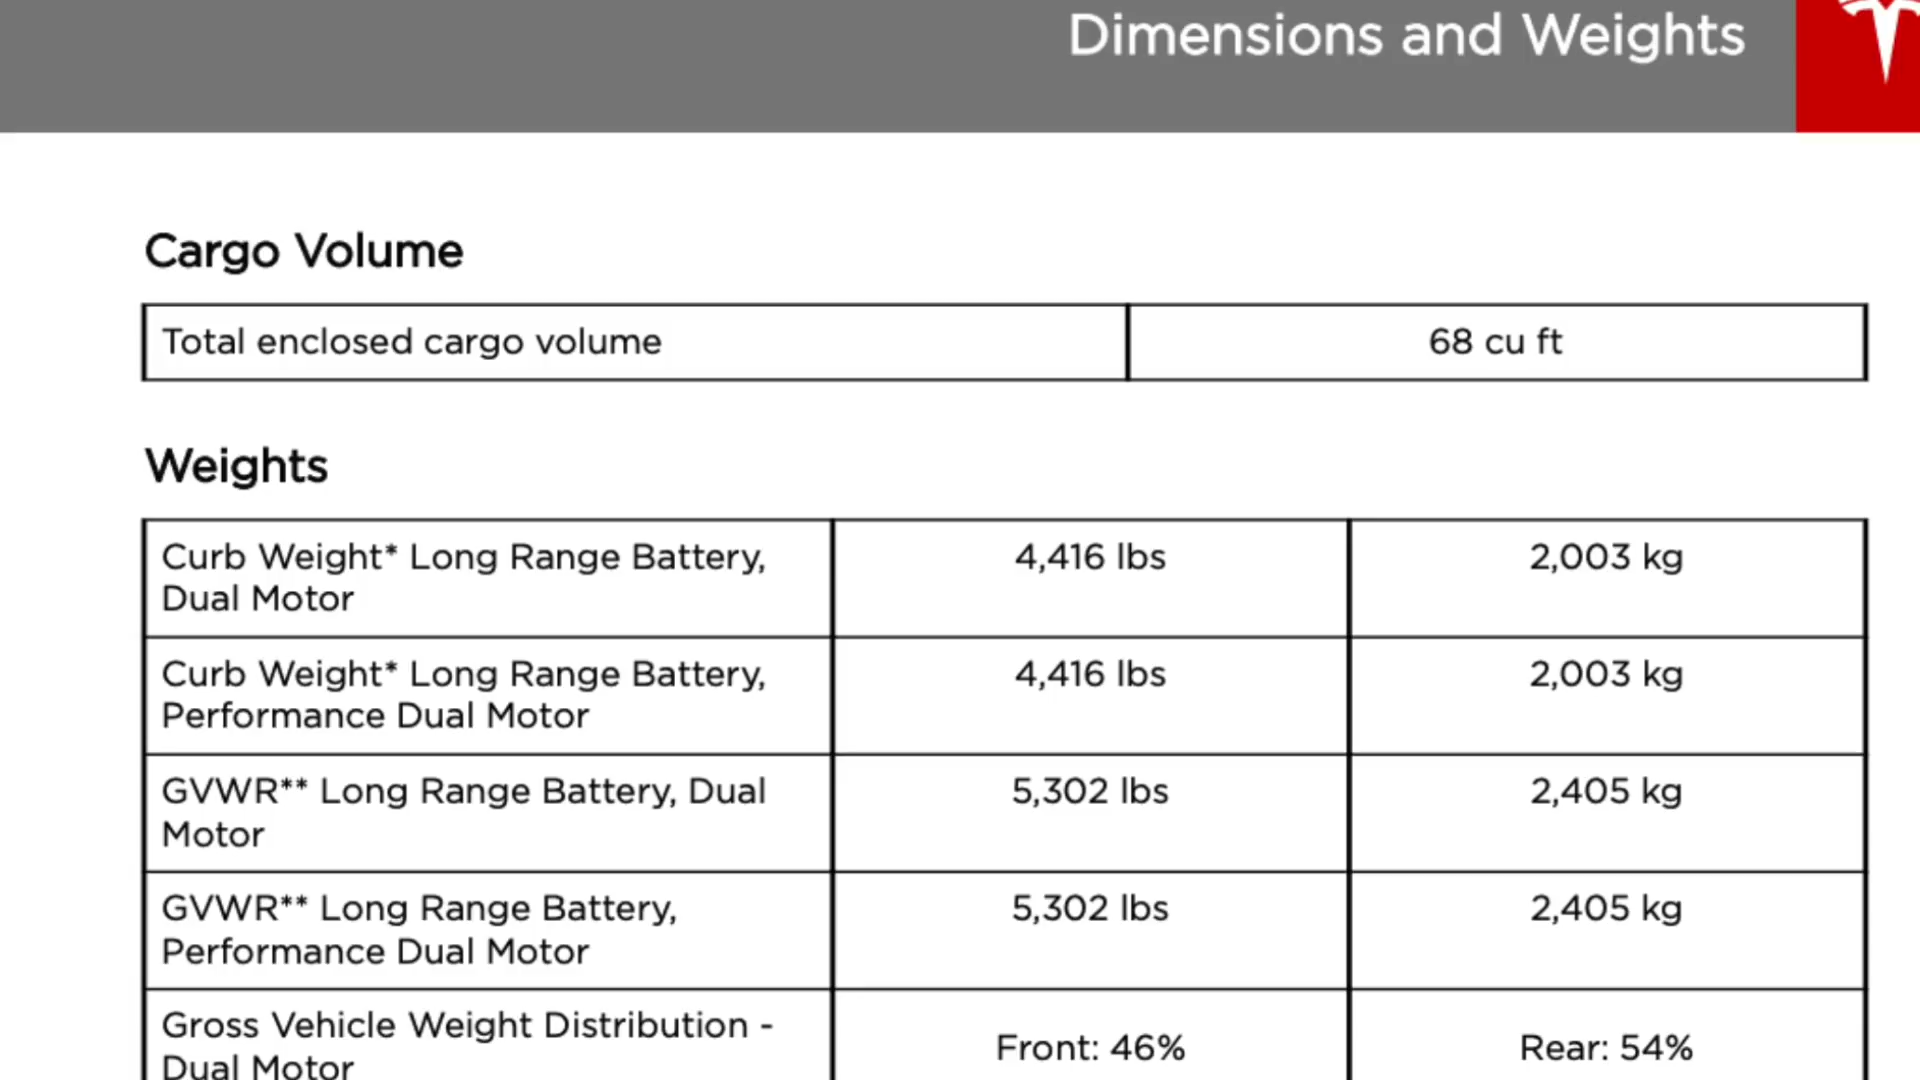 Dimensions and Weights
Cargo Volume
Total enclosed cargo volume
68 cu ft
Weights
Curb Weight* Long Range Battery,
Dual Motor
4,416 lbs
2,003 kg
Curb Weight* Long Range Battery,
Performance Dual Motor
4,416 lbs
2,003 kg
GVWR** Long Range Battery, Dual
Motor
5,302 lbs
2,405 kg
GVWR** Long Range Battery,
Performance Dual Motor
5,302 lbs
2,405 kg
Gross Vehicle Weight Distribution -
Dual Motor
Front: 46%
Rear: 54%